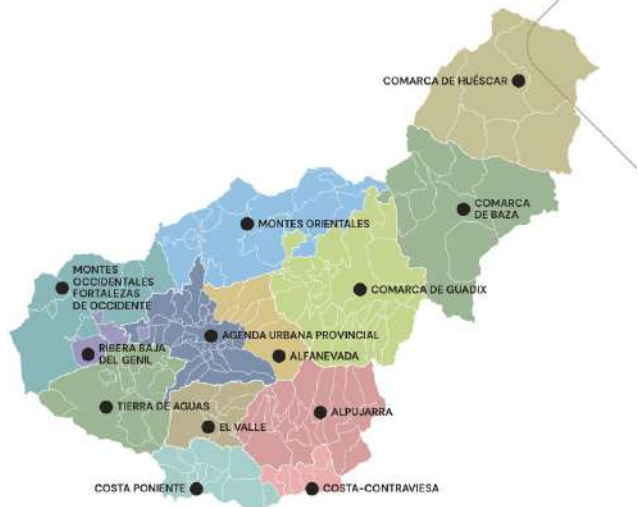 COMARCA DE HUÉSCAR
COMARCA
DE BAZA
MONTES ORIENTALES
MONTES
OCCIDENTALES
FORTALEZAS
DE OCCIDENTE
COMARCA DE GUADIX
AGENDA URBANA PROVINCIAL
RIBERA BAJA
DEL GENIL
ALFANEVADA
TIERRA DE AGUAS
ALPUJARRA
EL VALLE
COSTA PONIENTE
COSTA-CONTRAVIESA